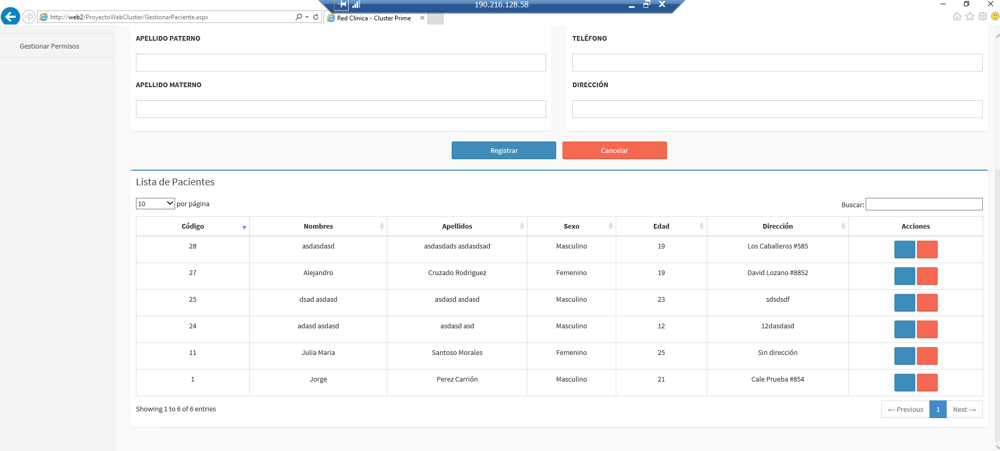 190.216.128.58
http://web2/ProyectoWebCluster/GestionarPaciente.aspx
Red Clínica - Cluster Prime
Gestionar Permisos
APELLIDO PATERNO
TELÉFONO
APELLIDO MATERNO
DIRECCIÓN
Registrar Cancelar
Lista de Pacientes
10 por página Buscar:
Código Nombres Apellidos Sexo Edad Dirección Acciones
28 asdasdasd asdasdads asdasdsad Masculino 19 Los Caballeros #585
27 Alejandro Cruzado Rodriguez Femenino 19 David Lozano #8852
25 dsad asdasd asdasd asdasd Masculino 23 sdsdsdf
24 adasd asdasd asdasd asd Masculino 12 12dasdasd
11 Julia Maria Santoso Morales Femenino 25 Sin dirección
1 Jorge Perez Carrión Masculino 21 Cale Prueba #854
Showing 1 to 6 of 6 entries
← Previous 1 Next →